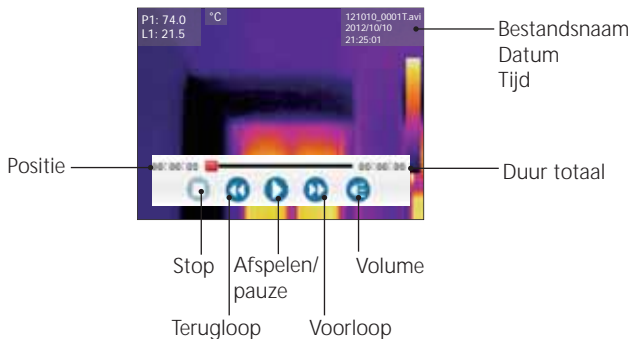 P1: 74.0
L1: 21.5
°C
121010_0001T.avi
2012/10/10
21:25:01
Bestandsnaam
Datum
Tijd
Positie
00:00:00
00:00:00
Duur totaal
Stop
Afspelen/
pauze
Volume
Terugloop
Voorloop